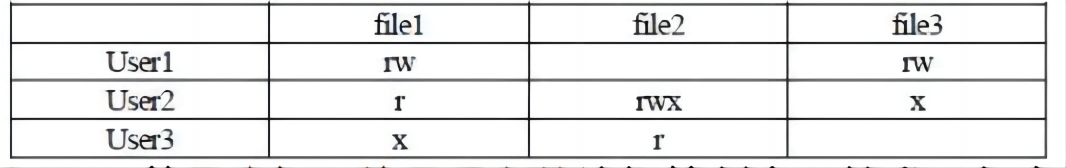 file1 file2 file3
User1 rw rw
User2 r rwx x
User3 x r